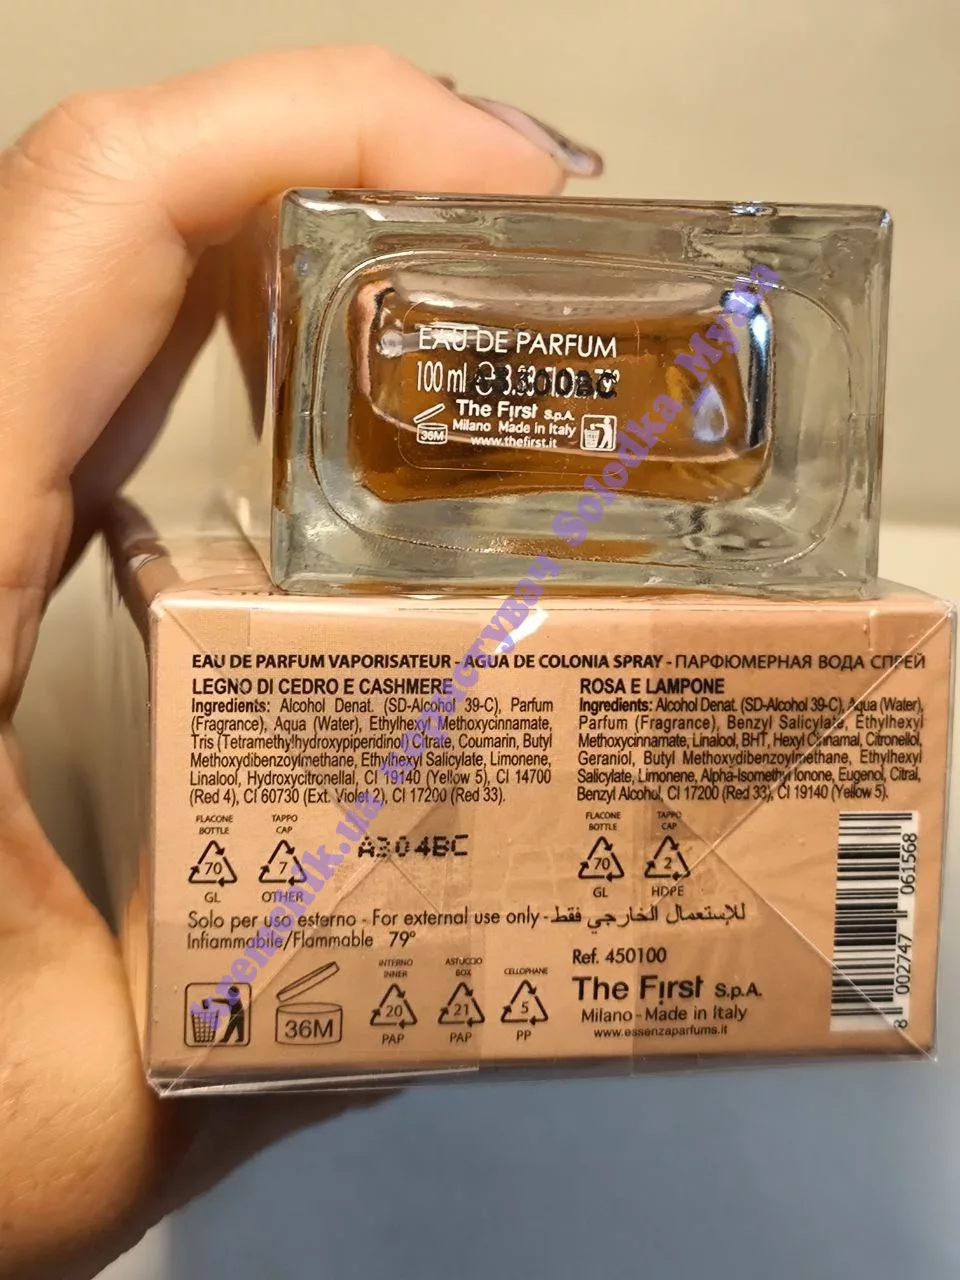 EAU DE PARFUM
100 ml
The First S.p.A.
Milano Made in Italy
36M
www.thefirst.it
EAU DE PARFUM VAPORISATEUR - AGUA DE COLONIA SPRAY - ПАРФЮМЕРНАЯ ВОДА СПРЕЙ
LEGNO DI CEDRO E CASHMERE
Ingredients: Alcohol Denat. (SD-Alcohol 39-C), Parfum
(Fragrance), Aqua (Water), Ethylhexyl Methoxycinnamate,
Tris (Tetramethylhydroxypiperidinol) Citrate, Coumarin, Butyl
Methoxydibenzoylmethane, Ethylhexyl Salicylate, Limonene,
Linalool, Hydroxycitronellal, CI 19140 (Yellow 5), CI 14700
(Red 4), CI 60730 (Ext. Violet 2), CI 17200 (Red 33).
ROSA E LAMPONE
Ingredients: Alcohol Denat. (SD-Alcohol 39-C), Aqua (Water),
Parfum (Fragrance), Benzyl Salicylate, Ethylhexyl
Methoxycinnamate, Linalool, BHT, Hexyl Cinnamal, Citronellol,
Geraniol, Butyl Methoxydibenzoylmethane, Ethylhexyl
Salicylate, Limonene, Alpha-Isomethyl Ionone, Eugenol, Citral,
Benzyl Alcohol, CI 17200 (Red 33), CI 19140 (Yellow 5).
FLACONE TAPPO
BOTTLE CAP
70 7
GL OTHER
A304BC
FLACONE TAPPO
BOTTLE CAP
70 2
GL HDPE
Solo per uso esterno - For external use only - للإستعمال الخارجي فقط
Infiammabile/Flammable 79°
36M
INTERNO ASTUCCIO CELLOPHANE
INNER BOX
20 21 5
PAP PAP PP
Ref. 450100
The First S.p.A.
Milano - Made in Italy
www.essenzaparfums.it
8 002747 061568
kremchik.ua Користувач Solodka_Myata